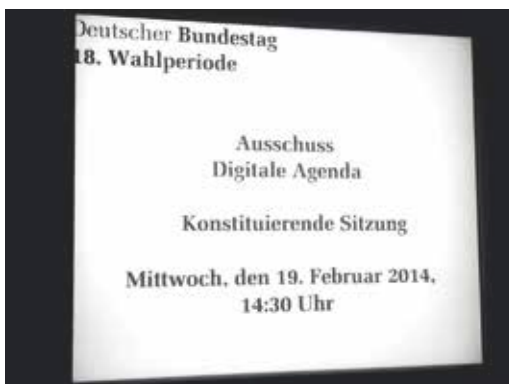 Deutscher Bundestag
18. Wahlperiode
Ausschuss
Digitale Agenda
Konstituierende Sitzung
Mittwoch, den 19. Februar 2014,
14:30 Uhr